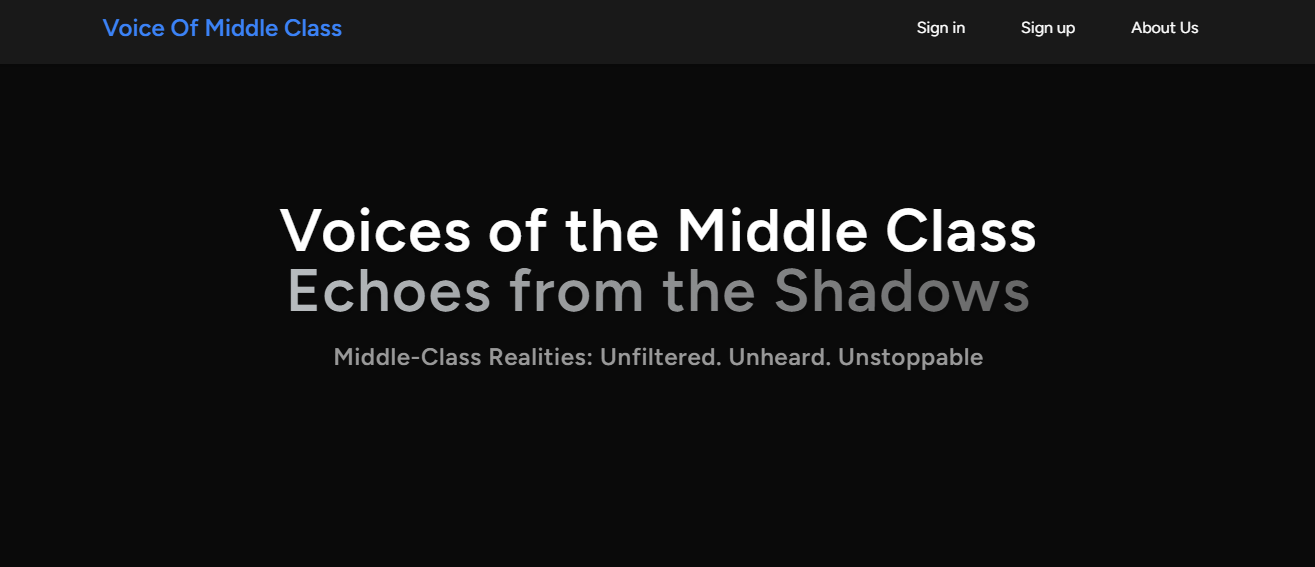 Voice Of Middle Class
Sign in
Sign up
About Us
Voices of the Middle Class
Echoes from the Shadows
Middle-Class Realities: Unfiltered. Unheard. Unstoppable